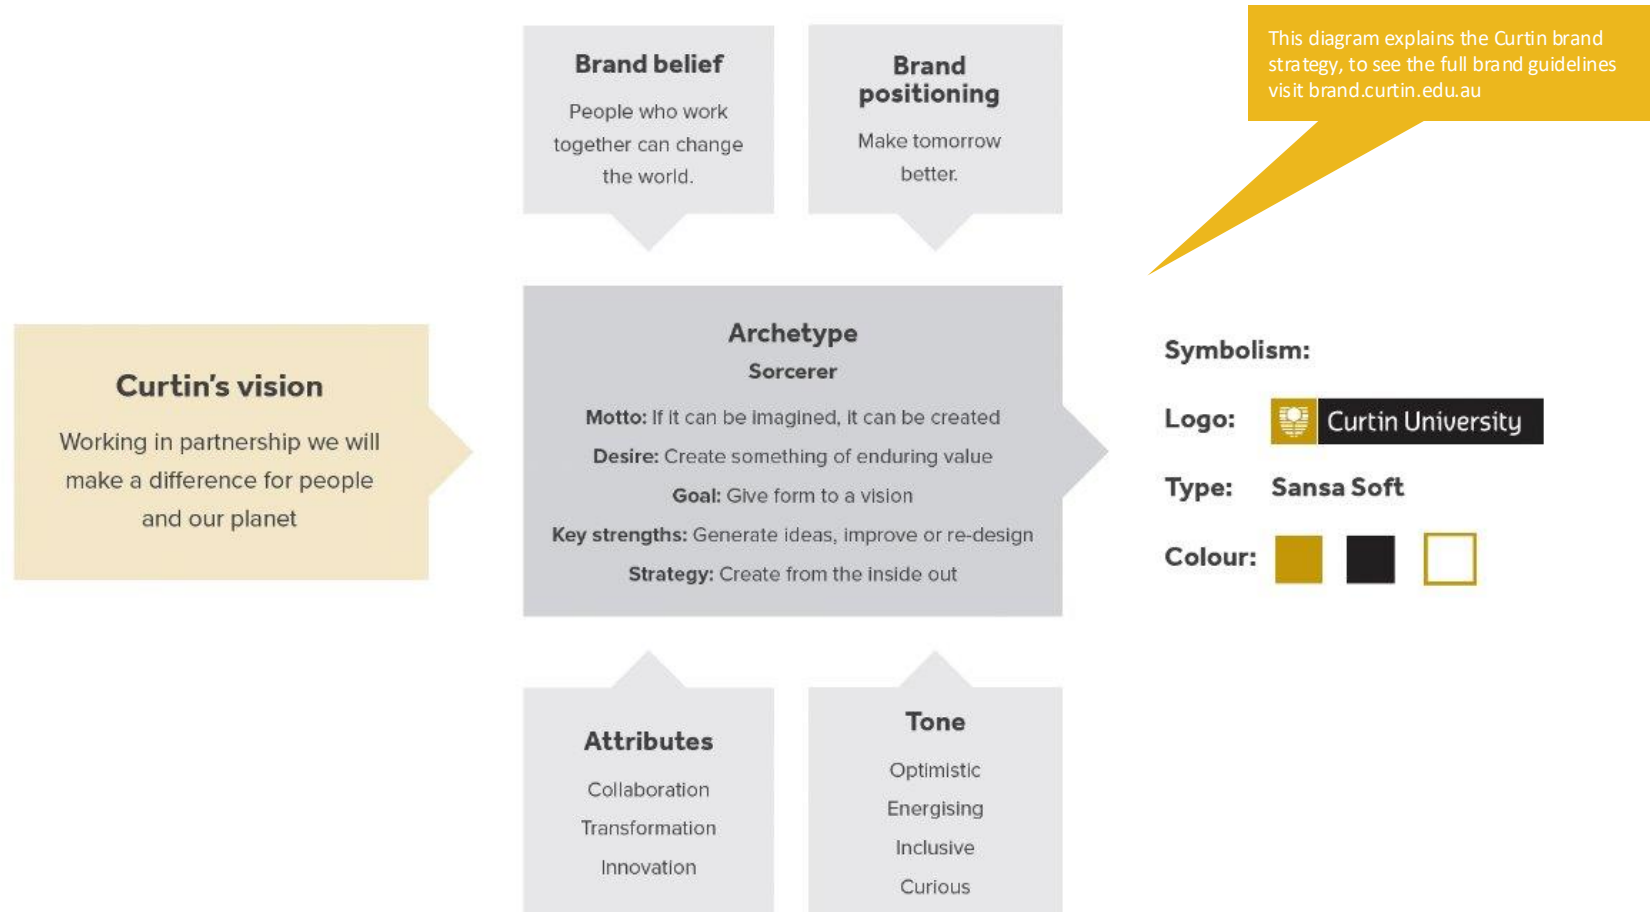 Brand belief
People who work
together can change
the world.
Brand
positioning
Make tomorrow
better.
This diagram explains the Curtin brand
strategy, to see the full brand guidelines
visit brand.curtin.edu.au
Curtin's vision
Working in partnership we will
make a difference for people
and our planet
Archetype
Sorcerer
Motto: If it can be imagined, it can be created
Desire: Create something of enduring value
Goal: Give form to a vision
Key strengths: Generate ideas, improve or re-design
Strategy: Create from the inside out
Symbolism:
Logo: Curtin University
Type: Sansa Soft
Colour:
Attributes
Collaboration
Transformation
Innovation
Tone
Optimistic
Energising
Inclusive
Curious